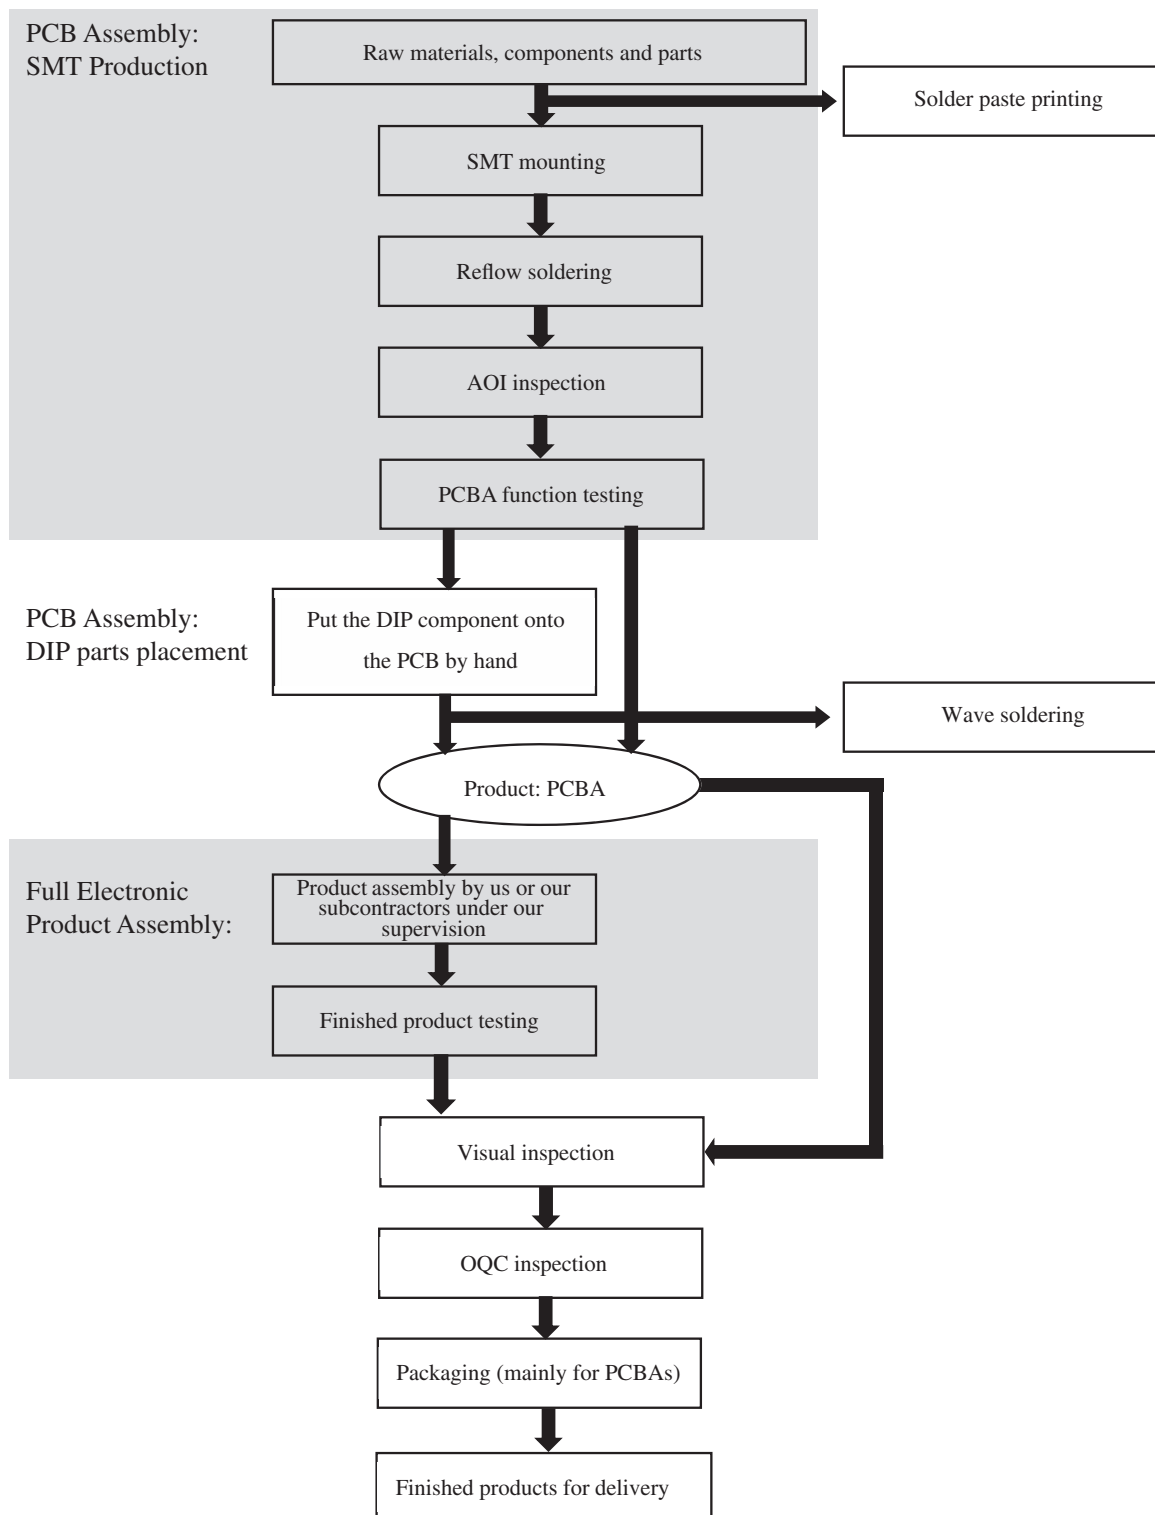 PCB Assembly:
SMT Production
Raw materials, components and parts
Solder paste printing
SMT mounting
Reflow soldering
AOI inspection
PCBA function testing
PCB Assembly:
DIP parts placement
Put the DIP component onto
the PCB by hand
Wave soldering
Product: PCBA
Full Electronic
Product Assembly:
Product assembly by us or our
subcontractors under our
supervision
Finished product testing
Visual inspection
OQC inspection
Packaging (mainly for PCBAs)
Finished products for delivery